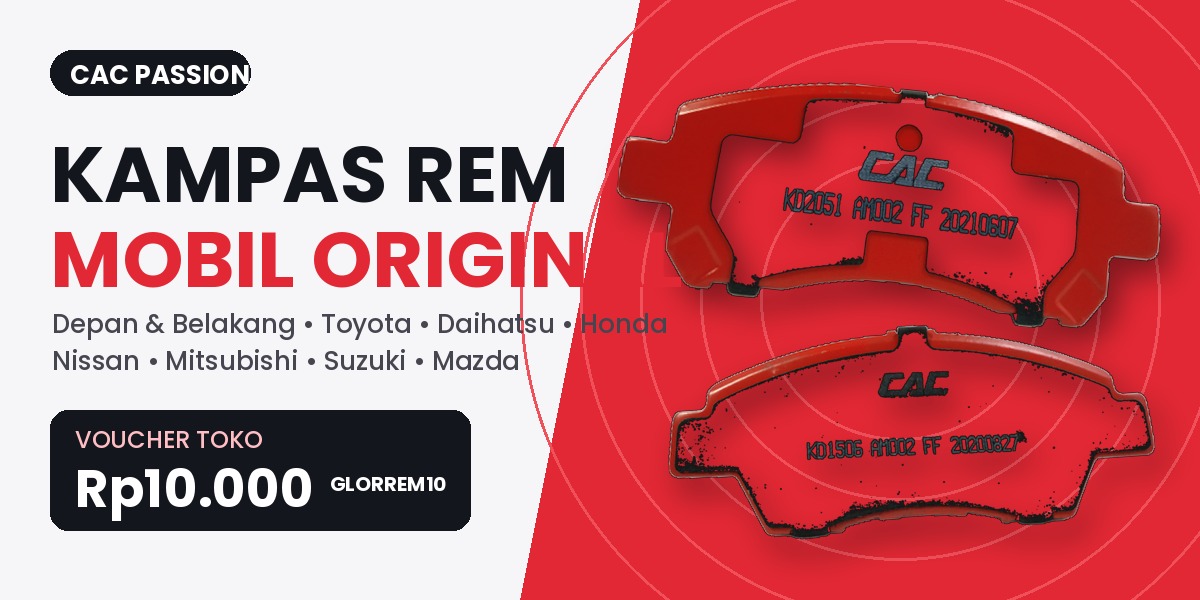 CAC PASSION
KAMPAS REM
MOBIL ORIGIN
Depan & Belakang • Toyota • Daihatsu • Honda
Nissan • Mitsubishi • Suzuki • Mazda
VOUCHER TOKO
Rp10.000 GLORREM10
CAC
KD2051 AM002 FF 20210607
CAC
KD1506 AM002 FF 20200827